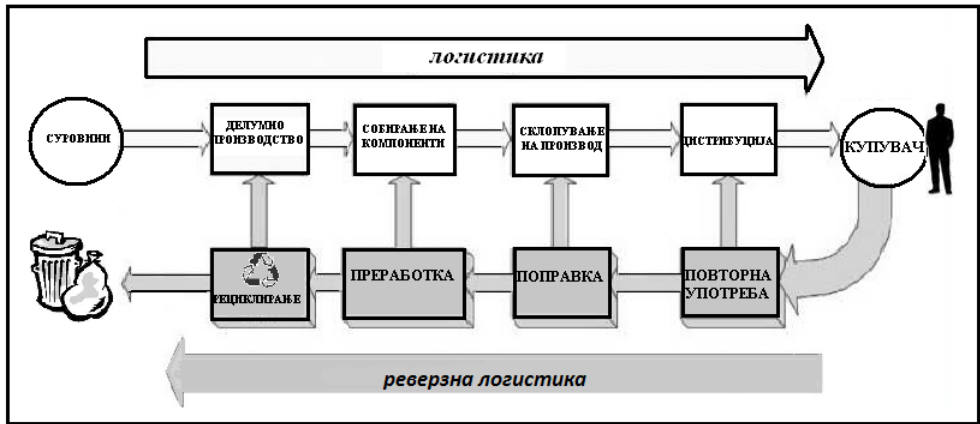 логистика
СУРОВИНИ
ДЕЛУМНО
ПРОИЗВОДСТВО
СОБИРАЊЕ НА
КОМПОНЕНТИ
СКЛОПУВАЊЕ
НА ПРОИЗВОД
ДИСТРИБУЦИЈА
КУПУВАЧ
РЕЦИКЛИРАЊЕ
ПРЕРАБОТКА
ПОПРАВКА
ПОВТОРНА
УПОТРЕБА
реверзна логистика